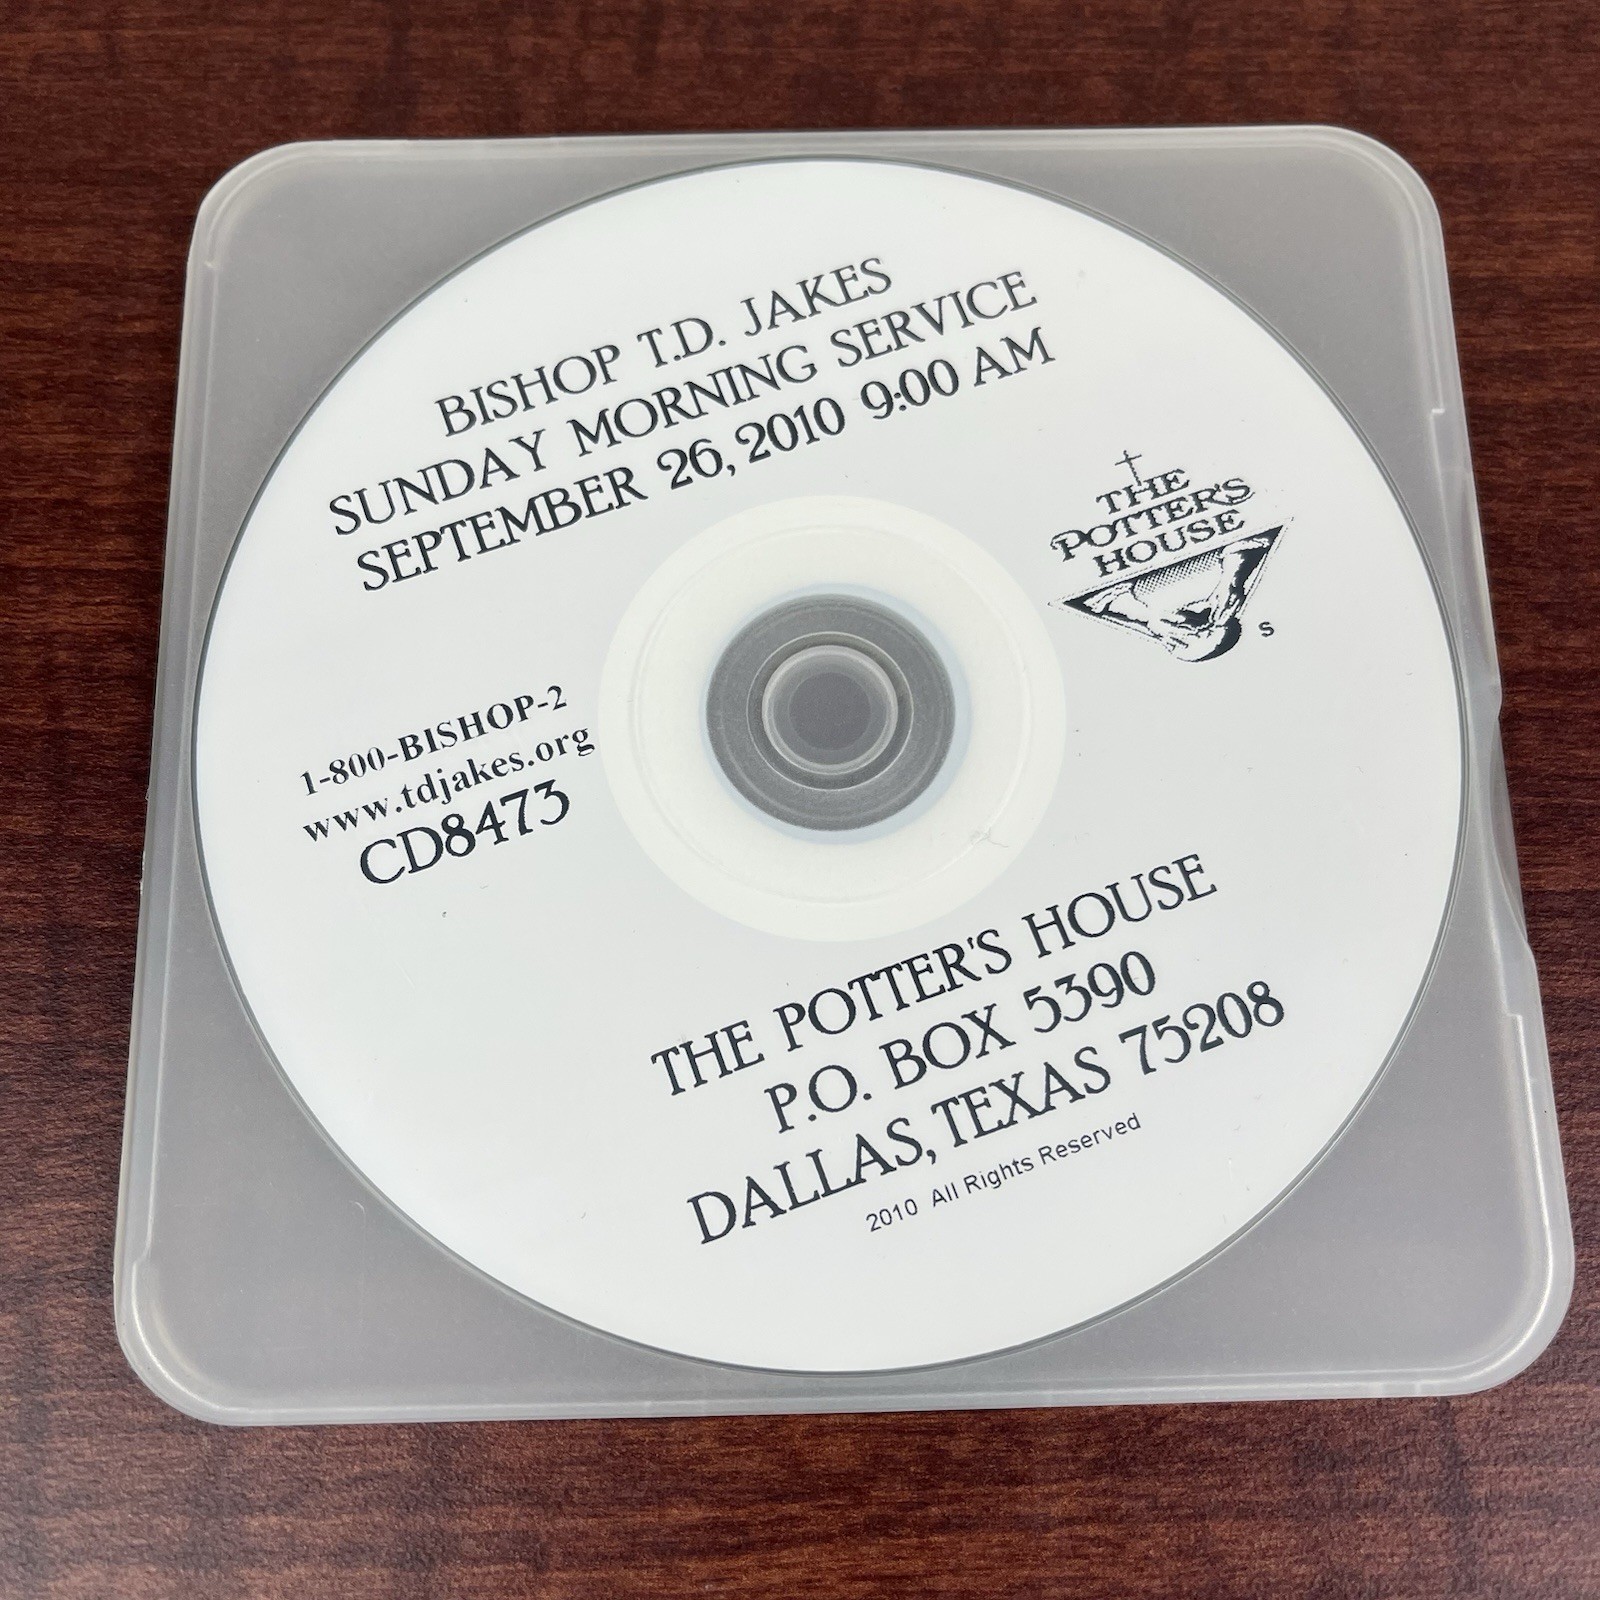 BISHOP T.D. JAKES
SUNDAY MORNING SERVICE
SEPTEMBER 26, 2010 9:00 AM
THE
POTTER'S
HOUSE
S
1-800-BISHOP-2
www.tdjakes.org
CD8473
THE POTTER'S HOUSE
P.O. BOX 5390
DALLAS, TEXAS 75208
2010 All Rights Reserved